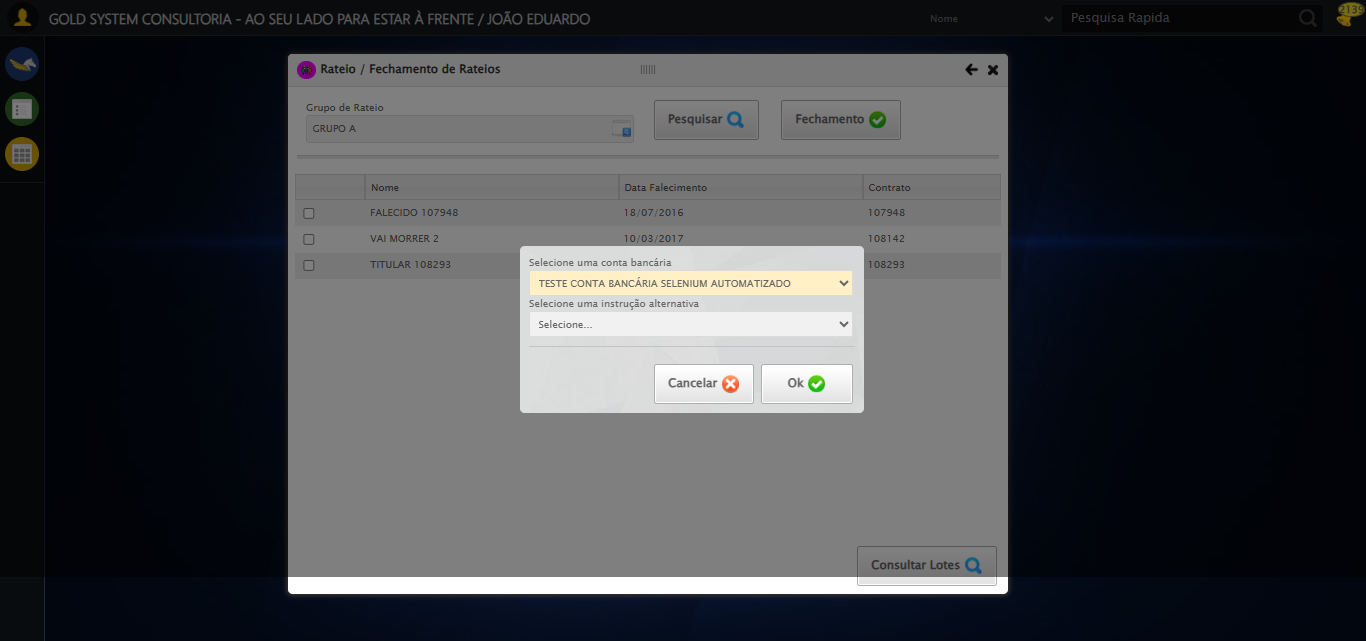 GOLD SYSTEM CONSULTORIA - AO SEU LADO PARA ESTAR À FRENTE / JOÃO EDUARDO
Nome
Pesquisa Rapida
2139
Rateio / Fechamento de Rateios
Grupo de Rateio
GRUPO A
Pesquisar
Fechamento
Nome Data Falecimento Contrato
FALECIDO 107948 18/07/2016 107948
VAI MORRER 2 10/03/2017 108142
TITULAR 108293 108293
Selecione uma conta bancária
TESTE CONTA BANCÁRIA SELENIUM AUTOMATIZADO
Selecione uma instrução alternativa
Selecione...
Cancelar
Ok
Consultar Lotes